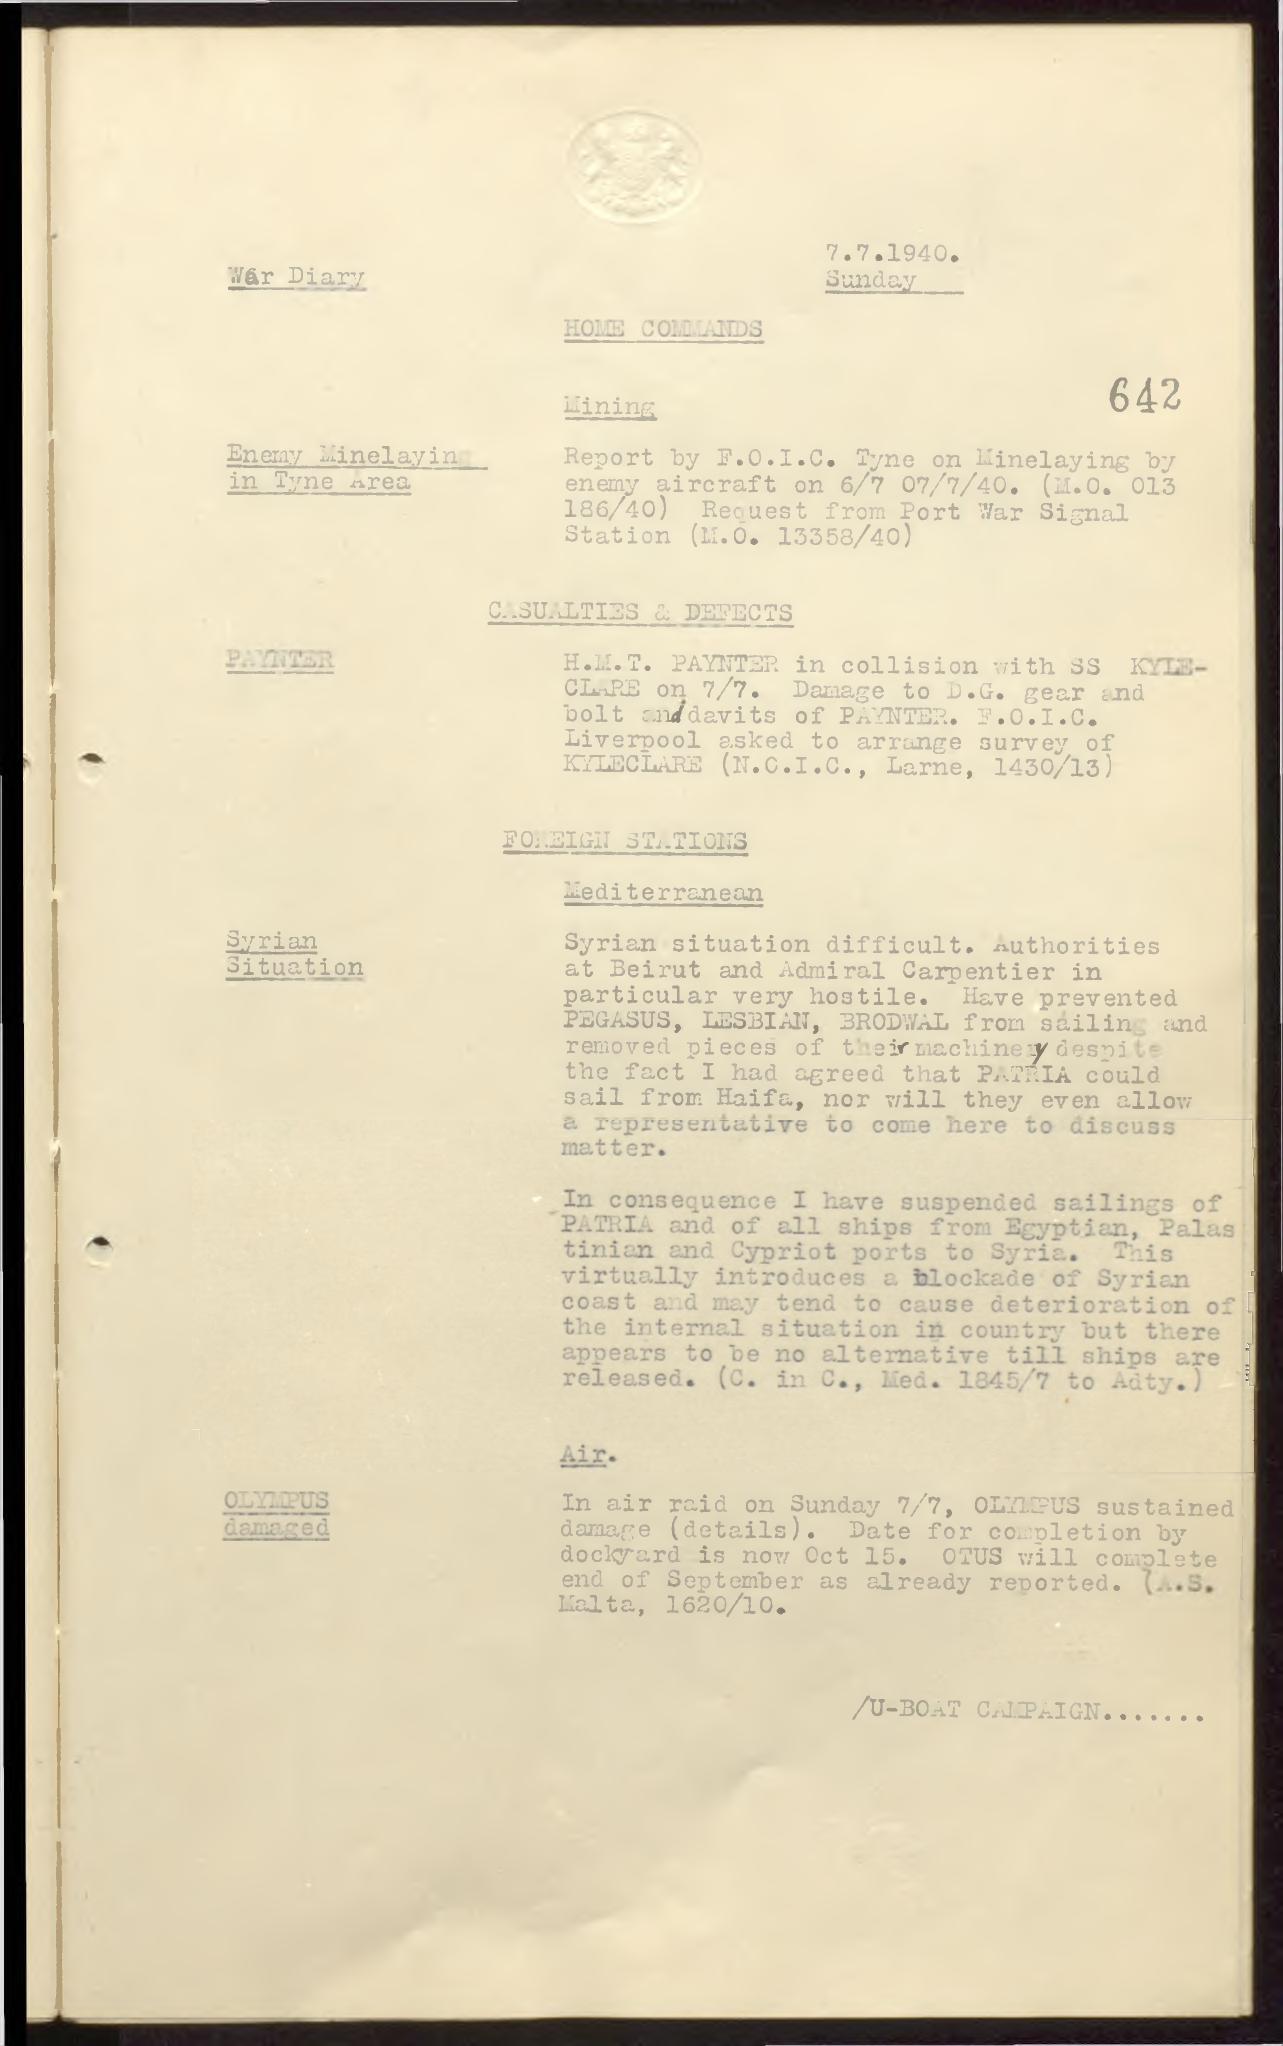 7.7.1940.
War Diary
Sunday
HOME COMMANDS
642
Mining
Enemy Minelaying
in Tyne Area
Report by F.O.I.C. Tyne on Minelaying by
enemy aircraft on 6/7 07/7/40. (M.O. 013
186/40) Request from Port War Signal
Station (M.O. 13358/40)
CASUALTIES & DEFECTS
PAYNTER
H.M.T. PAYNTER in collision with SS KYLE-
CLARE on 7/7. Damage to D.G. gear and
bolt and davits of PAYNTER. F.O.I.C.
Liverpool asked to arrange survey of
KYLECLARE (N.C.I.C., Larne, 1430/13)
FOREIGN STATIONS
Mediterranean
Syrian
Situation
Syrian situation difficult. Authorities
at Beirut and Admiral Carpentier in
particular very hostile. Have prevented
PEGASUS, LESBIAN, BRODWAL from sailing and
removed pieces of their machinery despite
the fact I had agreed that PATRIA could
sail from Haifa, nor will they even allow
a representative to come here to discuss
matter.
In consequence I have suspended sailings of
PATRIA and of all ships from Egyptian, Palas
tinian and Cypriot ports to Syria. This
virtually introduces a blockade of Syrian
coast and may tend to cause deterioration of
the internal situation in country but there
appears to be no alternative till ships are
released. (C. in C., Med. 1845/7 to Adty.)
Air.
OLYMPUS
damaged
In air raid on Sunday 7/7, OLYMPUS sustained
damage (details). Date for completion by
dockyard is now Oct 15. OTUS will complete
end of September as already reported. (A.S.
Malta, 1620/10.
/U-BOAT CAMPAIGN.......